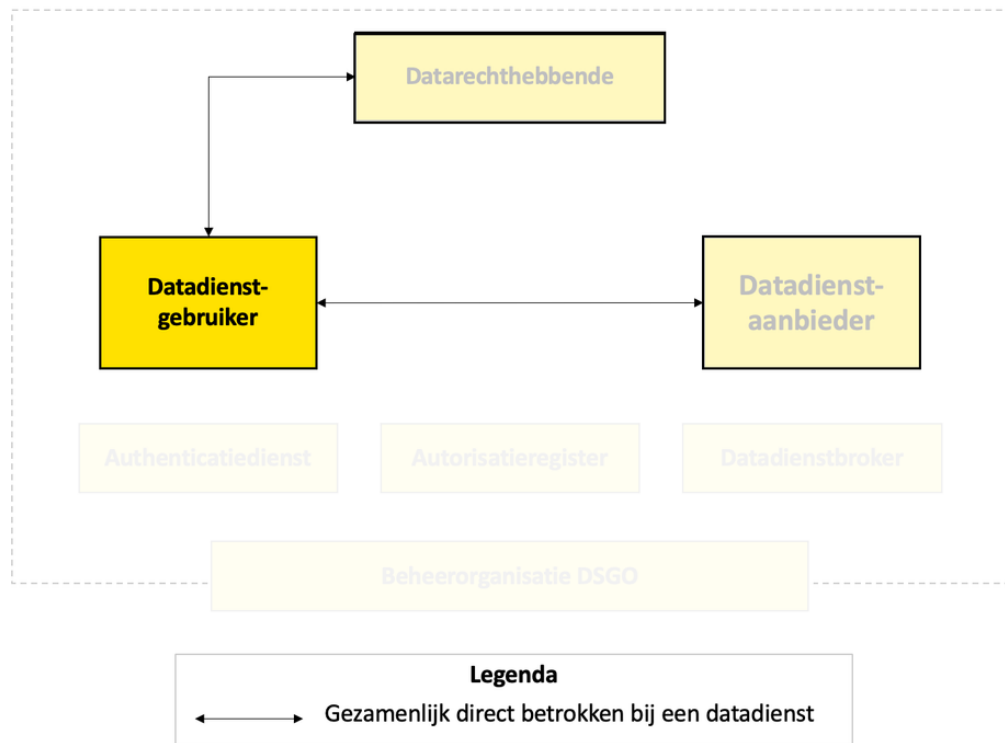 Datarechthebbende
Datadienst-
gebruiker
Datadienst-
aanbieder
Authenticatiedienst
Autorisatieregister
Datadienstbroker
Beheerorganisatie DSGO
Legenda
Gezamenlijk direct betrokken bij een datadienst